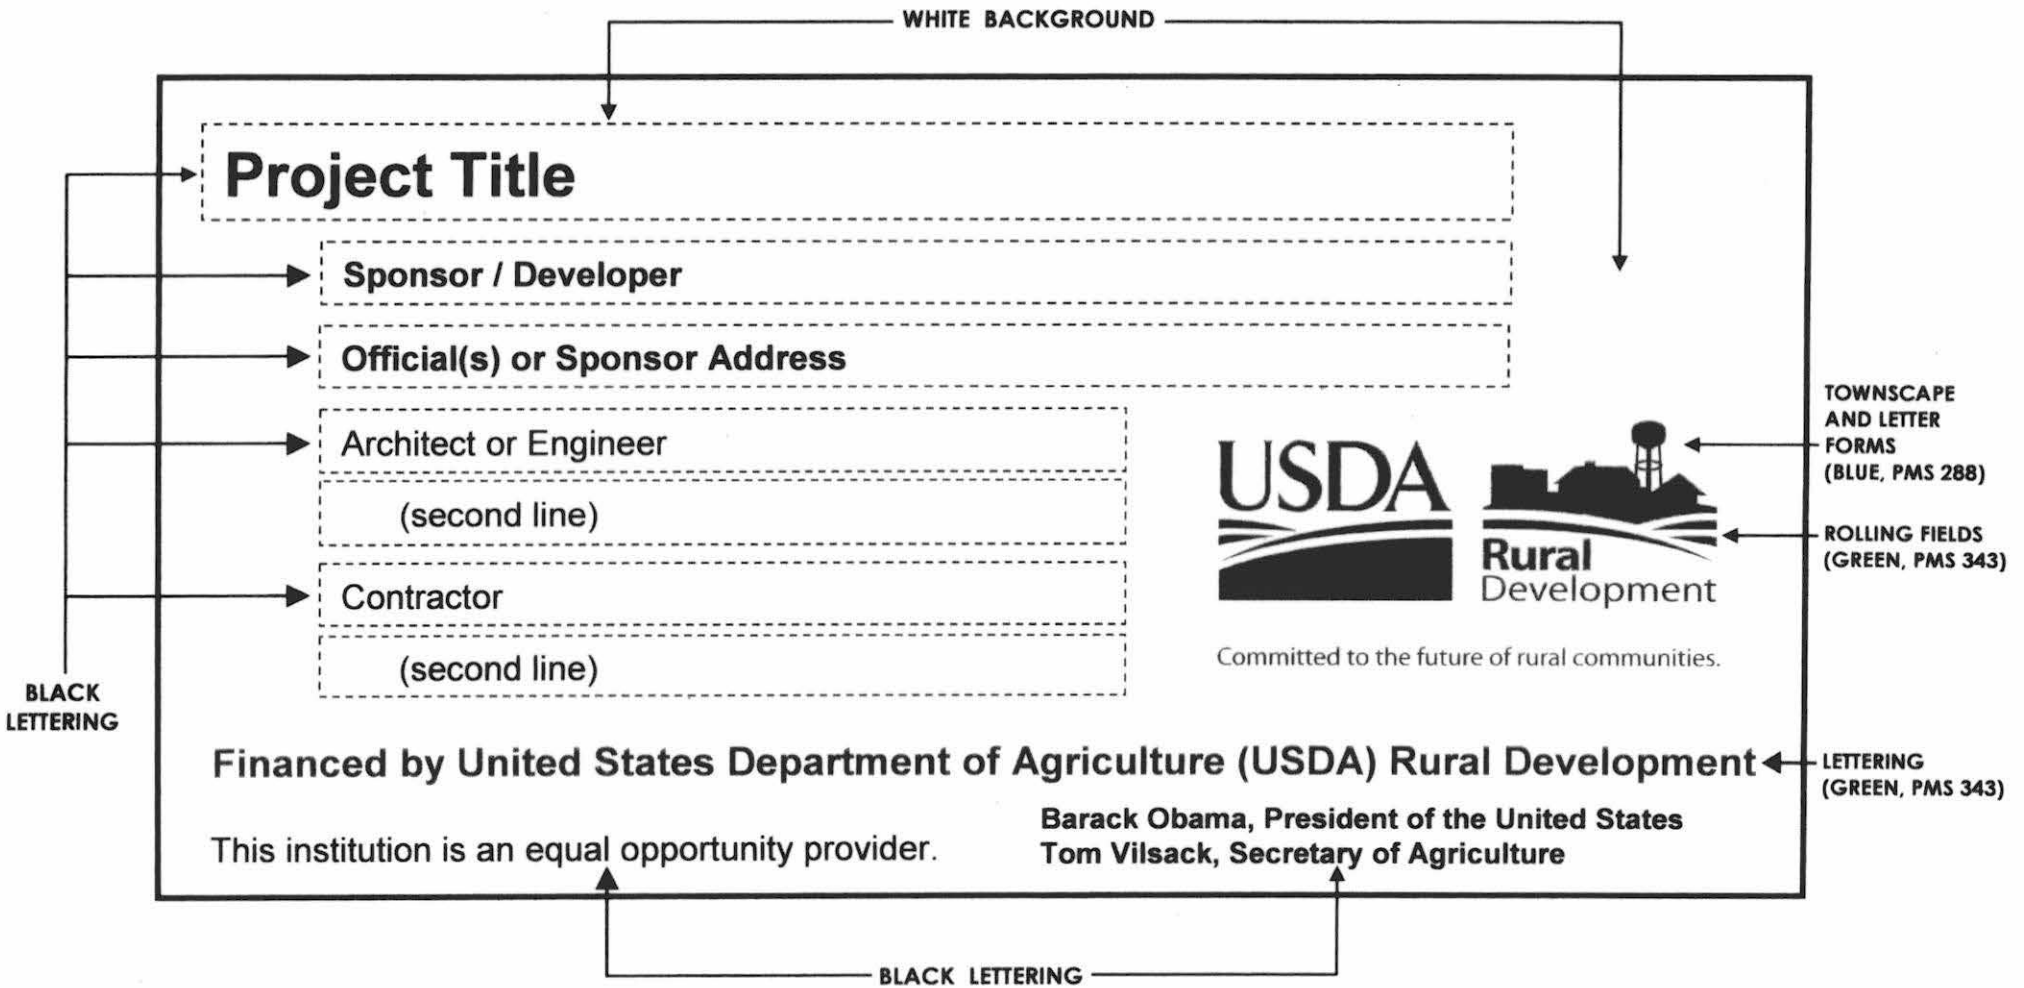 WHITE BACKGROUND
Project Title
Sponsor / Developer
Official(s) or Sponsor Address
Architect or Engineer
(second line)
Contractor
(second line)
BLACK
LETTERING
USDA
Rural
Development
Committed to the future of rural communities.
TOWNSCAPE
AND LETTER
FORMS
(BLUE, PMS 288)
ROLLING FIELDS
(GREEN, PMS 343)
Financed by United States Department of Agriculture (USDA) Rural Development
LETTERING
(GREEN, PMS 343)
This institution is an equal opportunity provider.
Barack Obama, President of the United States
Tom Vilsack, Secretary of Agriculture
BLACK LETTERING